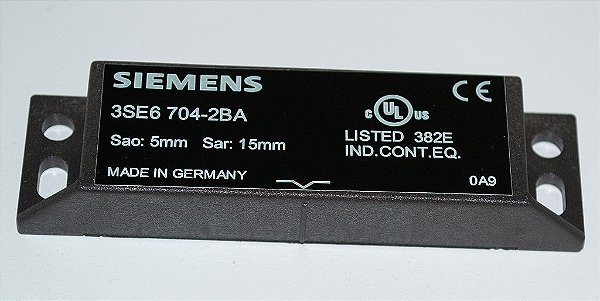 SIEMENS
3SE6 704-2BA
Sao: 5mm Sar: 15mm
MADE IN GERMANY
c UL US
LISTED 382E
IND.CONT.EQ.
CE
0A9